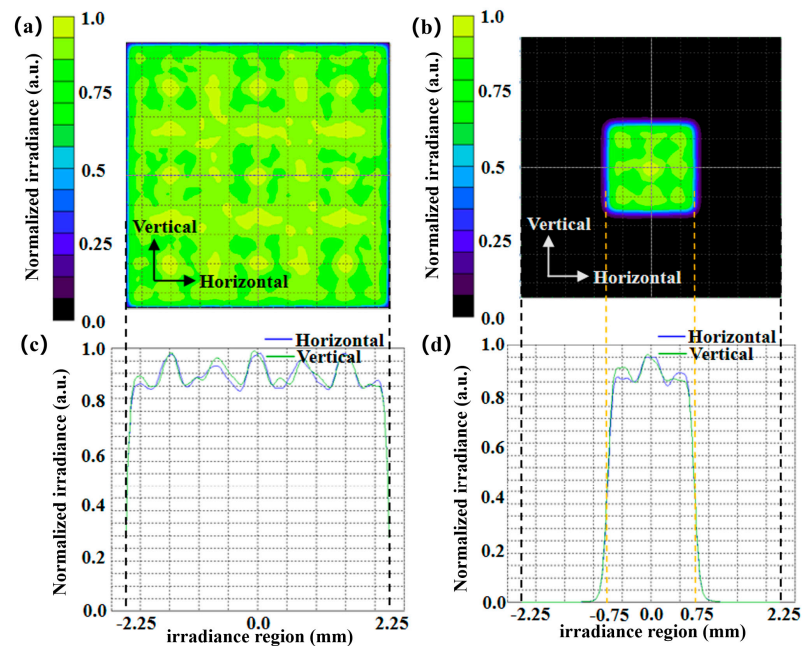 (a)
Normalized irradiance (a.u.)
1.0
0.75
0.5
0.25
0.0
Vertical
Horizontal
(b)
Normalized irradiance (a.u.)
1.0
0.75
0.5
0.25
0.0
Vertical
Horizontal
(c)
Normalized irradiance (a.u.)
1.0
0.8
0.6
0.4
0.2
0.0
Horizontal
Vertical
-2.25 0.0 2.25
irradiance region (mm)
(d)
Normalized irradiance (a.u.)
1.0
0.8
0.6
0.4
0.2
0.0
Horizontal
Vertical
-2.25 -0.75 0.0 0.75 2.25
irradiance region (mm)